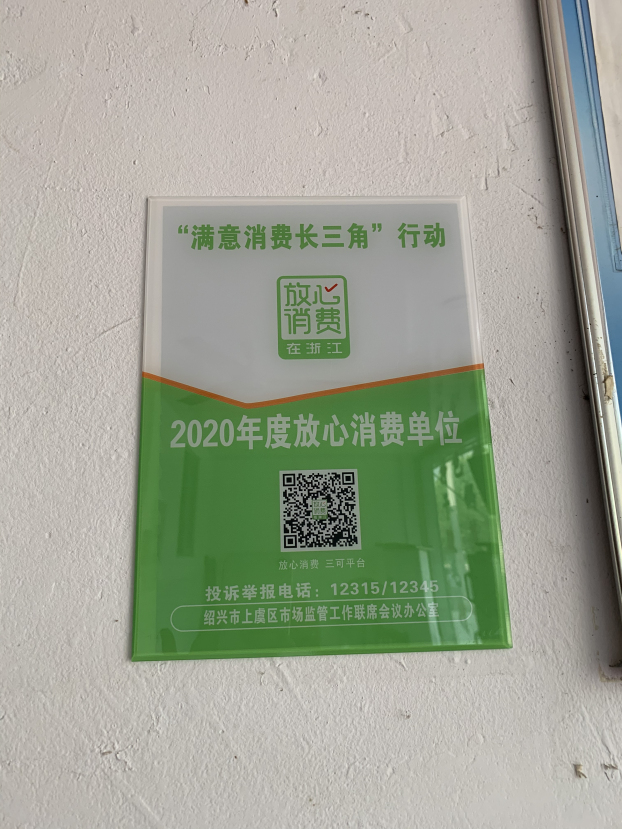 “满意消费长三角”行动
放心
消费
在浙江
2020年度放心消费单位
放心消费 三可平台
投诉举报电话：12315/12345
绍兴市上虞区市场监管工作联席会议办公室